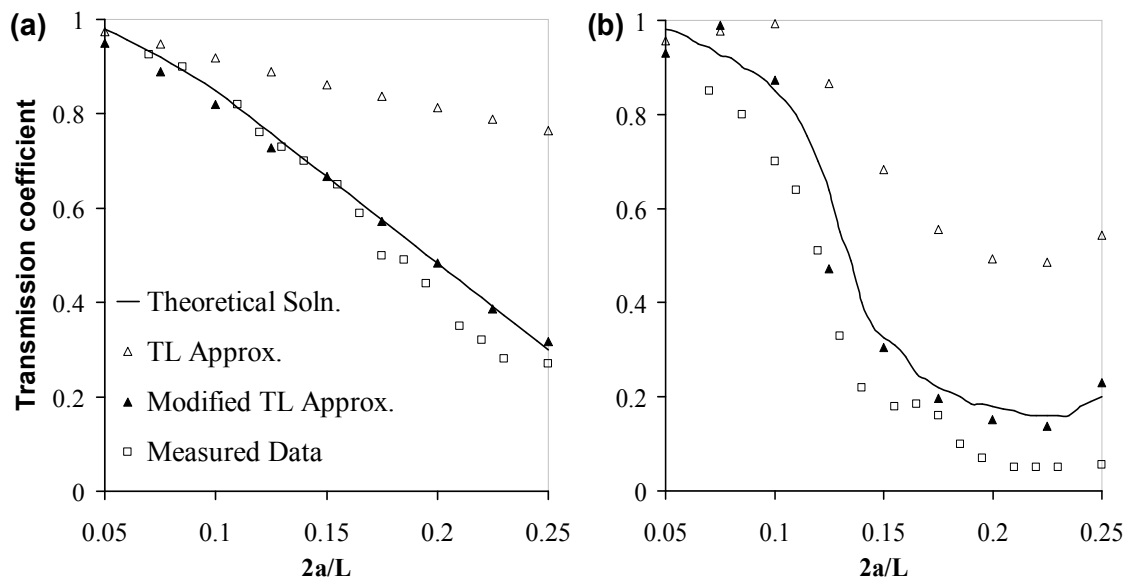 (a)
Transmission coefficient
1
0.8
0.6
0.4
0.2
0
Theoretical Soln.
TL Approx.
Modified TL Approx.
Measured Data
0.05 0.1 0.15 0.2 0.25
2a/L
(b)
1
0.8
0.6
0.4
0.2
0
0.05 0.1 0.15 0.2 0.25
2a/L